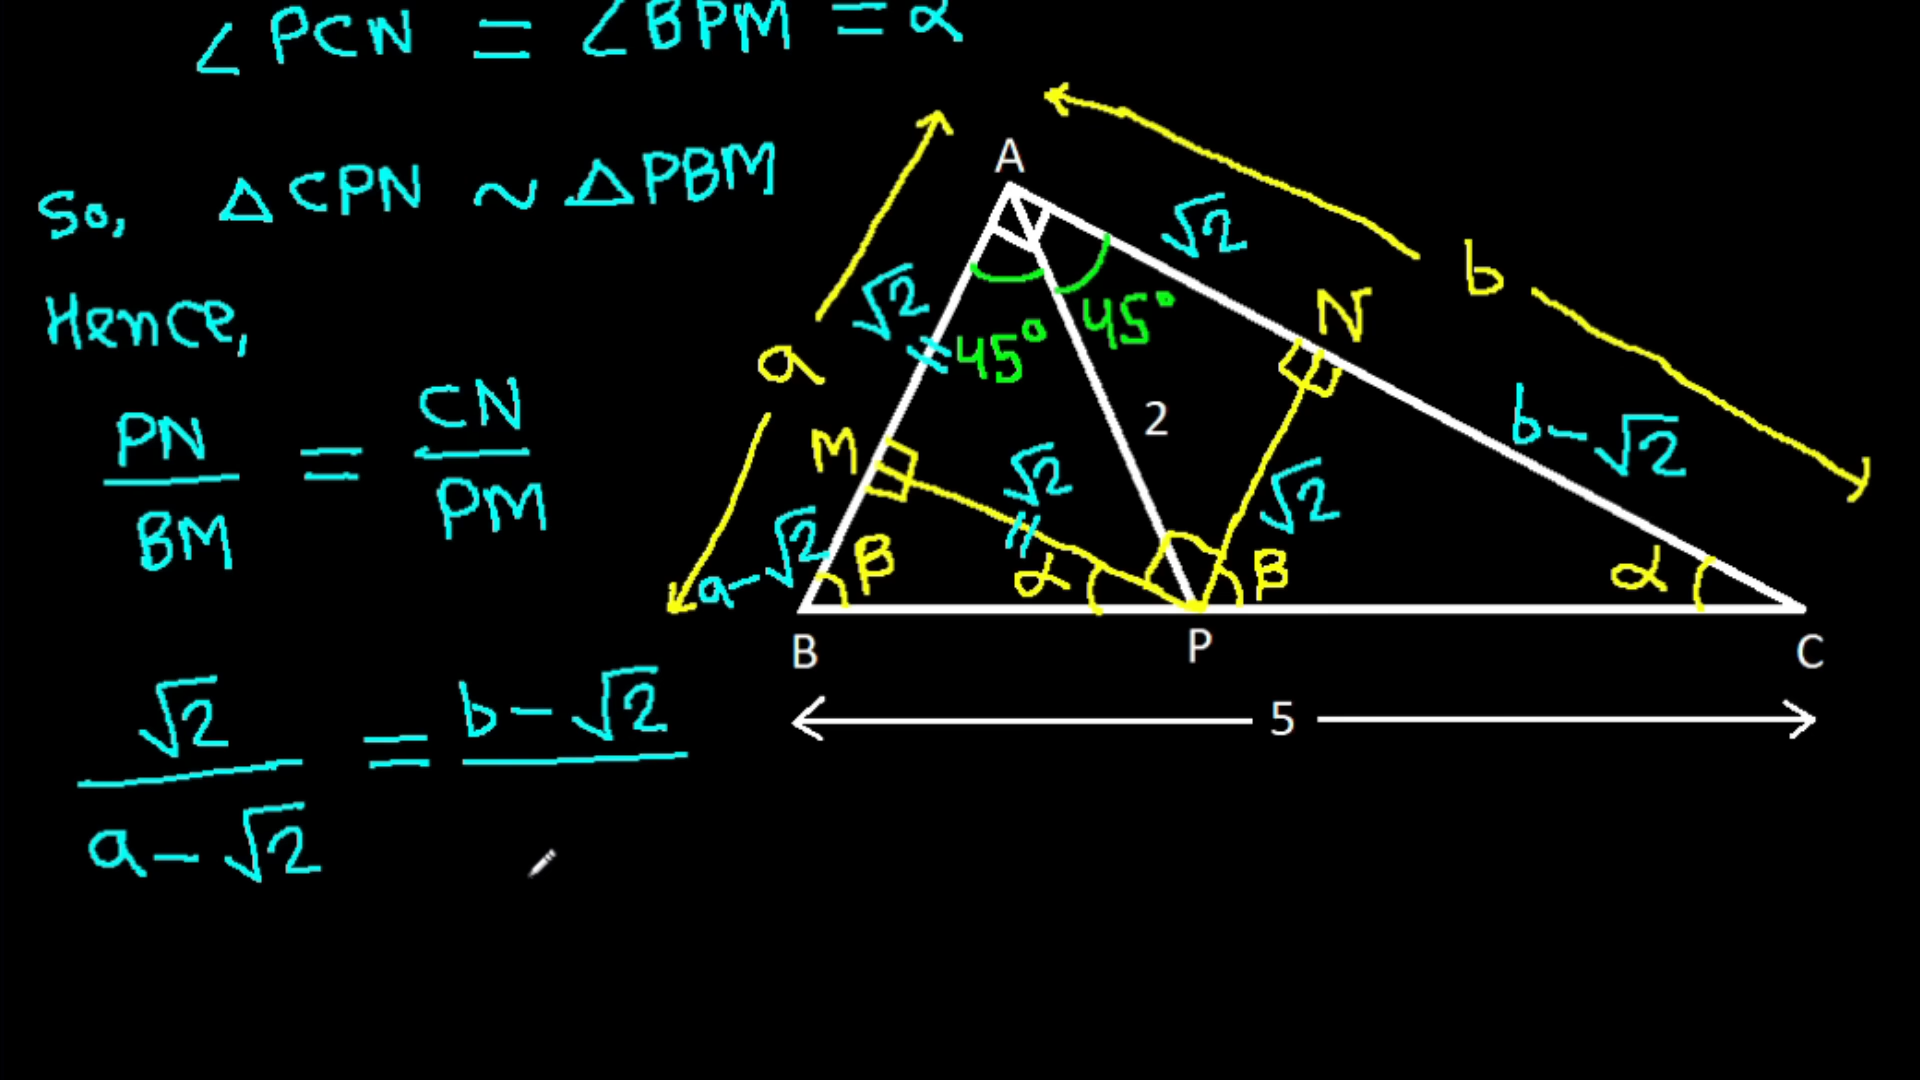 ∠PCN = ∠BPM = α
So, △CPN ~ △PBM
Hence,
PN/BM = CN/PM
√2/(a-√2) = b-√2
A
√2
b
a
√2
45°
45°
N
2
M
√2
√2
b-√2
a-√2
β
α
β
α
B
P
C
5